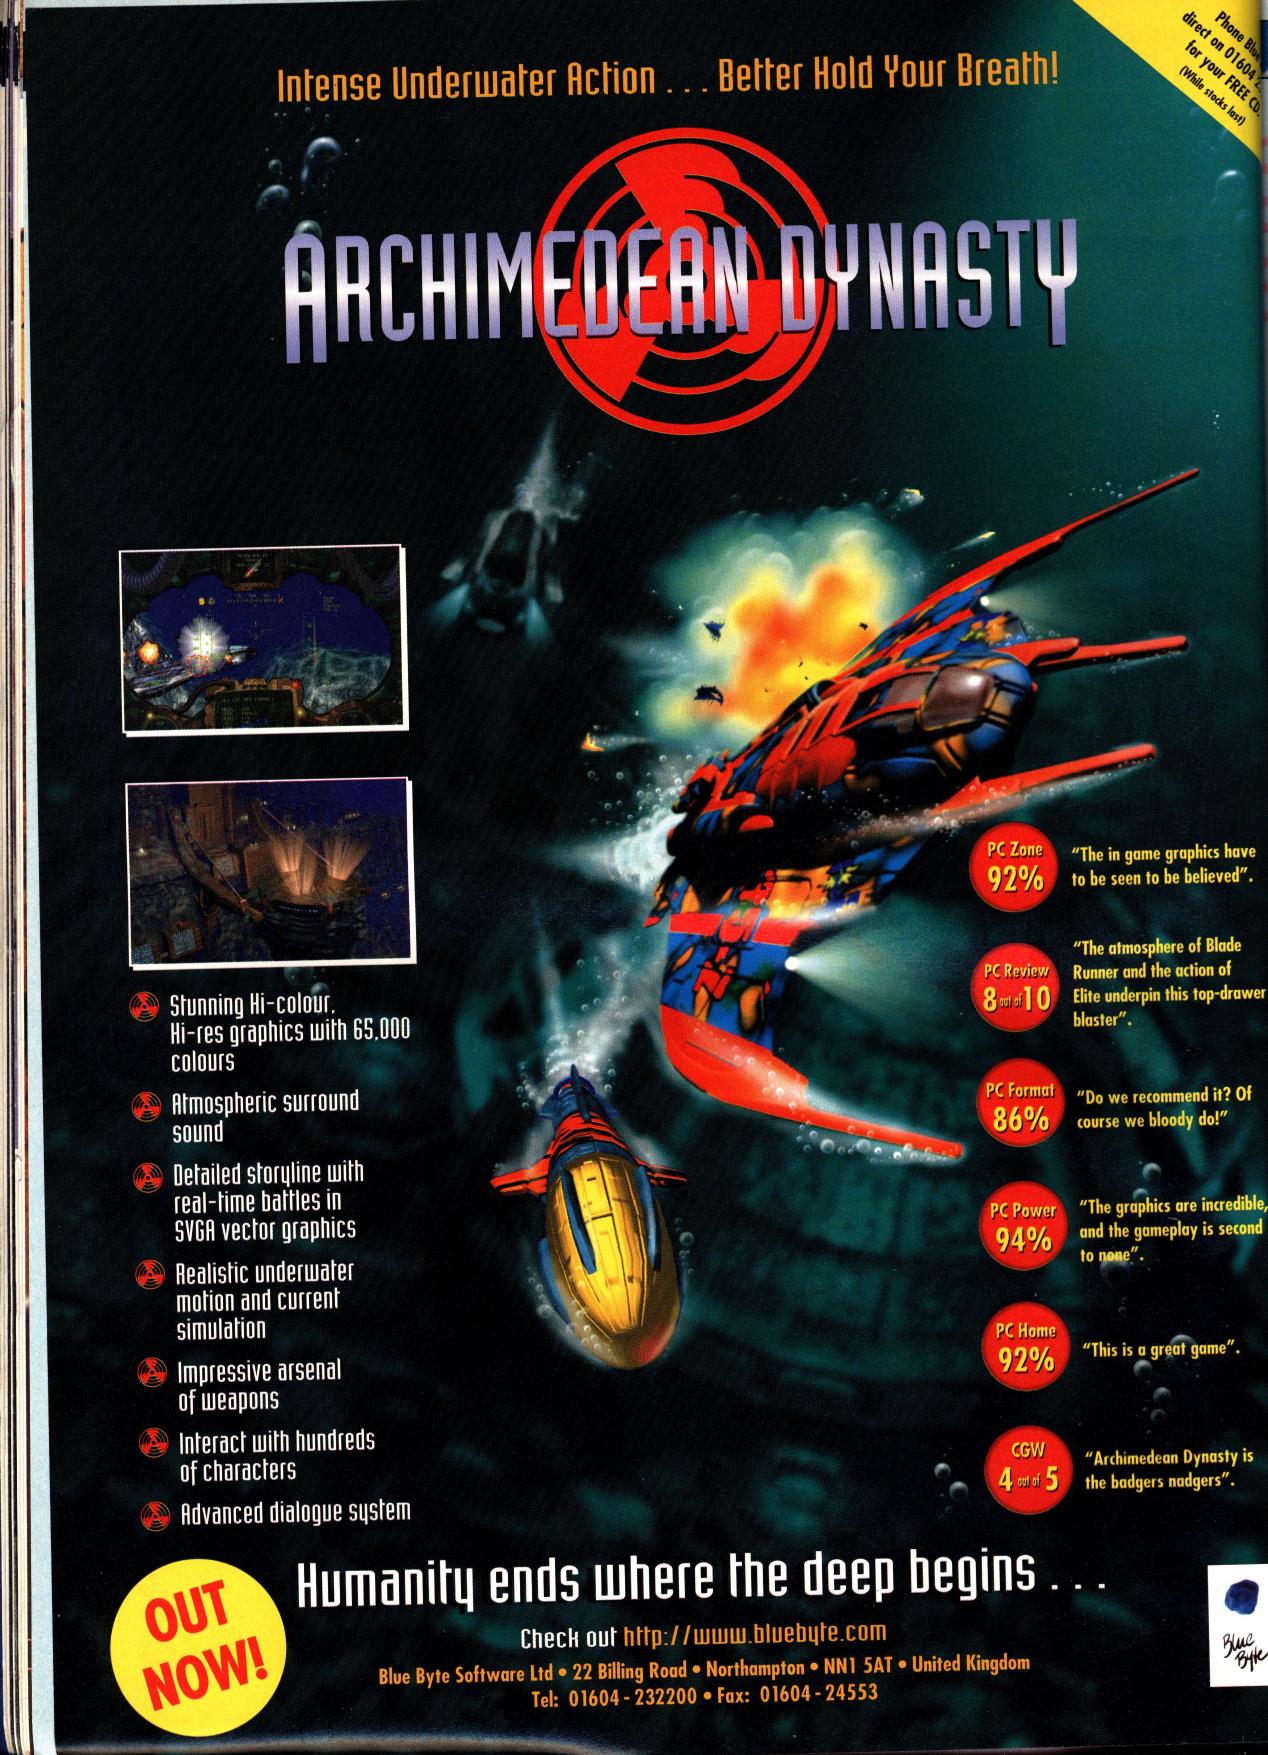 Intense Underwater Action . . . Better Hold Your Breath!
Phone Blue
direct on 01604
for your FREE CD
(While stocks last)
ARCHIMEDEAN DYNASTY
Stunning Hi-colour,
Hi-res graphics with 65,000
colours
Atmospheric surround
sound
Detailed storyline with
real-time battles in
SVGA vector graphics
Realistic underwater
motion and current
simulation
Impressive arsenal
of weapons
Interact with hundreds
of characters
Advanced dialogue system
PC Zone
92%
"The in game graphics have
to be seen to be believed".
PC Review
8 out of 10
"The atmosphere of Blade
Runner and the action of
Elite underpin this top-drawer
blaster".
PC Format
86%
"Do we recommend it? Of
course we bloody do!"
PC Power
94%
"The graphics are incredible,
and the gameplay is second
to none".
PC Home
92%
"This is a great game".
CGW
4 out of 5
"Archimedean Dynasty is
the badgers nadgers".
OUT
NOW!
Humanity ends where the deep begins . . .
Check out http://www.bluebyte.com
Blue Byte Software Ltd • 22 Billing Road • Northampton • NN1 5AT • United Kingdom
Tel: 01604 - 232200 • Fax: 01604 - 24553
Blue
Byte